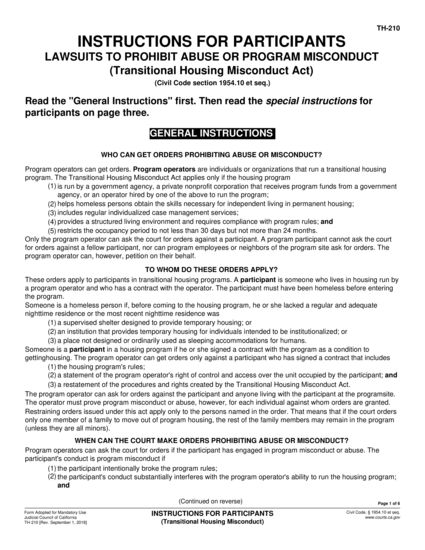 TH-210
INSTRUCTIONS FOR PARTICIPANTS
LAWSUITS TO PROHIBIT ABUSE OR PROGRAM MISCONDUCT
(Transitional Housing Misconduct Act)
(Civil Code section 1954.10 et seq.)
Read the "General Instructions" first. Then read the special instructions for
participants on page three.
GENERAL INSTRUCTIONS
WHO CAN GET ORDERS PROHIBITING ABUSE OR MISCONDUCT?
Program operators can get orders. Program operators are individuals or organizations that run a transitional housing
program. The Transitional Housing Misconduct Act applies only if the housing program
(1) is run by a government agency, a private nonprofit corporation that receives program funds from a government
agency, or an operator hired by one of the above to run the program;
(2) helps homeless persons obtain the skills necessary for independent living in permanent housing;
(3) includes regular individualized case management services;
(4) provides a structured living environment and requires compliance with program rules; and
(5) restricts the occupancy period to not less than 30 days but not more than 24 months.
Only the program operator can ask the court for orders against a participant. A program participant cannot ask the court
for orders against a fellow participant, nor can program employees or neighbors of the program site ask for orders. The
program operator can, however, petition on their behalf.
TO WHOM DO THESE ORDERS APPLY?
These orders apply to participants in transitional housing programs. A participant is someone who lives in housing run by
a program operator and who has a contract with the operator. The participant must have been homeless before entering
the program.
Someone is a homeless person if, before coming to the housing program, he or she lacked a regular and adequate
nighttime residence or the most recent nighttime residence was
(1) a supervised shelter designed to provide temporary housing; or
(2) an institution that provides temporary housing for individuals intended to be institutionalized; or
(3) a place not designed or ordinarily used as sleeping accommodations for humans.
Someone is a participant in a housing program if he or she signed a contract with the program as a condition to
gettinghousing. The program operator can get orders only against a participant who has signed a contract that includes
(1) the housing program's rules;
(2) a statement of the program operator's right of control and access over the unit occupied by the participant; and
(3) a restatement of the procedures and rights created by the Transitional Housing Misconduct Act.
The program operator can ask for orders against the participant and anyone living with the participant at the programsite.
The operator must prove program misconduct or abuse, however, for each individual against whom orders are granted.
Restraining orders issued under this act apply only to the persons named in the order. That means that if the court orders
only one member of a family to move out of program housing, the rest of the family members may remain in the program
(unless they are all minors).
WHEN CAN THE COURT MAKE ORDERS PROHIBITING ABUSE OR MISCONDUCT?
Program operators can ask the court for orders if the participant has engaged in program misconduct or abuse. The
participant's conduct is program misconduct if
(1) the participant intentionally broke the program rules;
(2) the participant's conduct substantially interferes with the program operator's ability to run the housing program;
and
(Continued on reverse)
Page 1 of 6
Form Adopted for Mandatory Use
Judicial Council of California
TH-210 [Rev. September 1, 2018]
INSTRUCTIONS FOR PARTICIPANTS
(Transitional Housing Misconduct)
Civil Code, § 1954.10 et seq.
www.courts.ca.gov